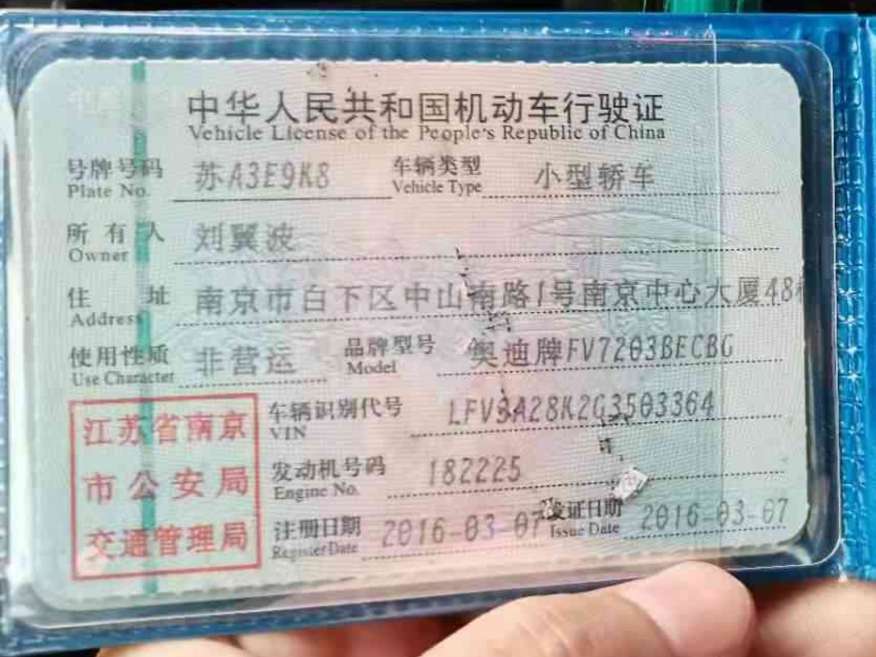 中华人民共和国机动车行驶证
Vehicle License of the People's Republic of China
号牌号码 苏A3E9K8 车辆类型 小型轿车
Plate No. Vehicle Type
所有人 刘翼波
Owner
住址 南京市白下区中山南路1号南京中心大厦48
Address
使用性质 非营运 品牌型号 奥迪牌FV7203BECBG
Use Character Model
江苏省南京
市公安局
交通管理局
车辆识别代号 LFV3A28K2G3503364
VIN
发动机号码 182225
Engine No.
注册日期 2016-03-07 发证日期 2016-03-07
Register Date Issue Date